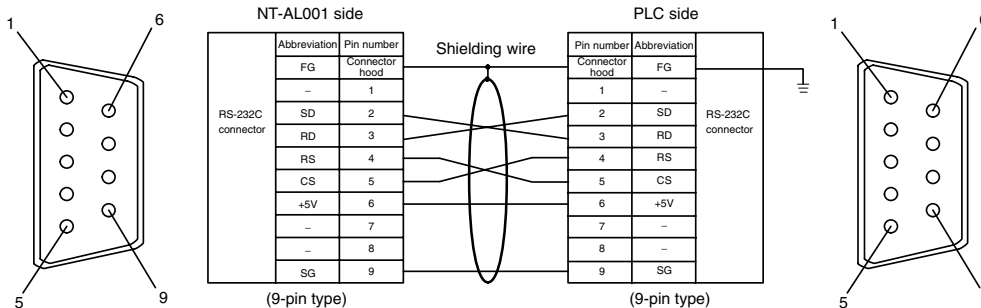 NT-AL001 side
PLC side
1
6
5
9
Abbreviation Pin number
FG Connector hood
– 1
SD 2
RD 3
RS 4
CS 5
+5V 6
– 7
– 8
SG 9
RS-232C
connector
(9-pin type)
Shielding wire
Pin number Abbreviation
Connector hood FG
1 –
2 SD
3 RD
4 RS
5 CS
6 +5V
7 –
8 –
9 SG
RS-232C
connector
(9-pin type)
1
5